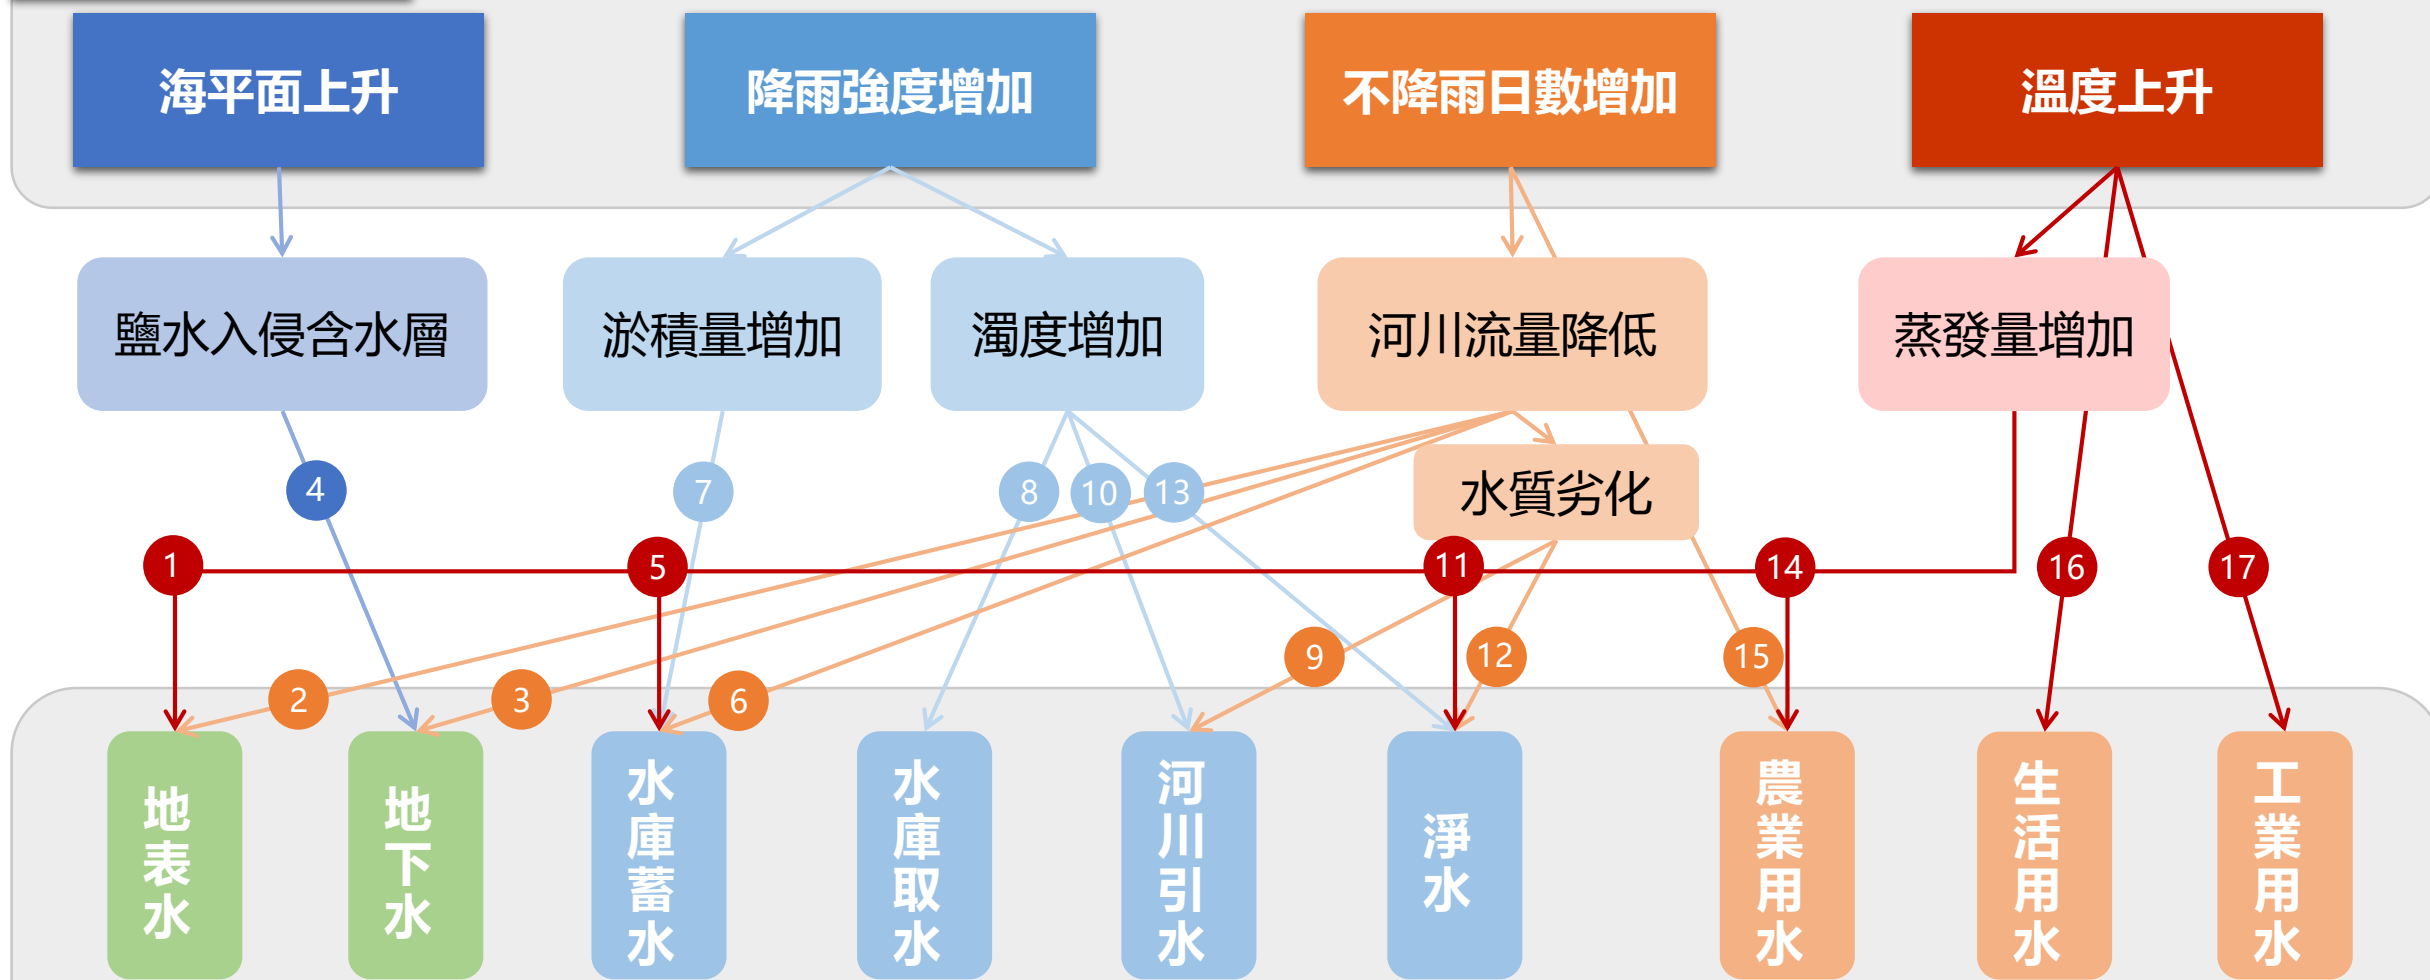 海平面上升
降雨強度增加
不降雨日數增加
溫度上升
鹽水入侵含水層
淤積量增加
濁度增加
河川流量降低
蒸發量增加
水質劣化
4
7
8
10
13
1
5
11
14
16
17
2
3
6
9
12
15
地表水
地下水
水庫蓄水
水庫取水
河川引水
淨水
農業用水
生活用水
工業用水